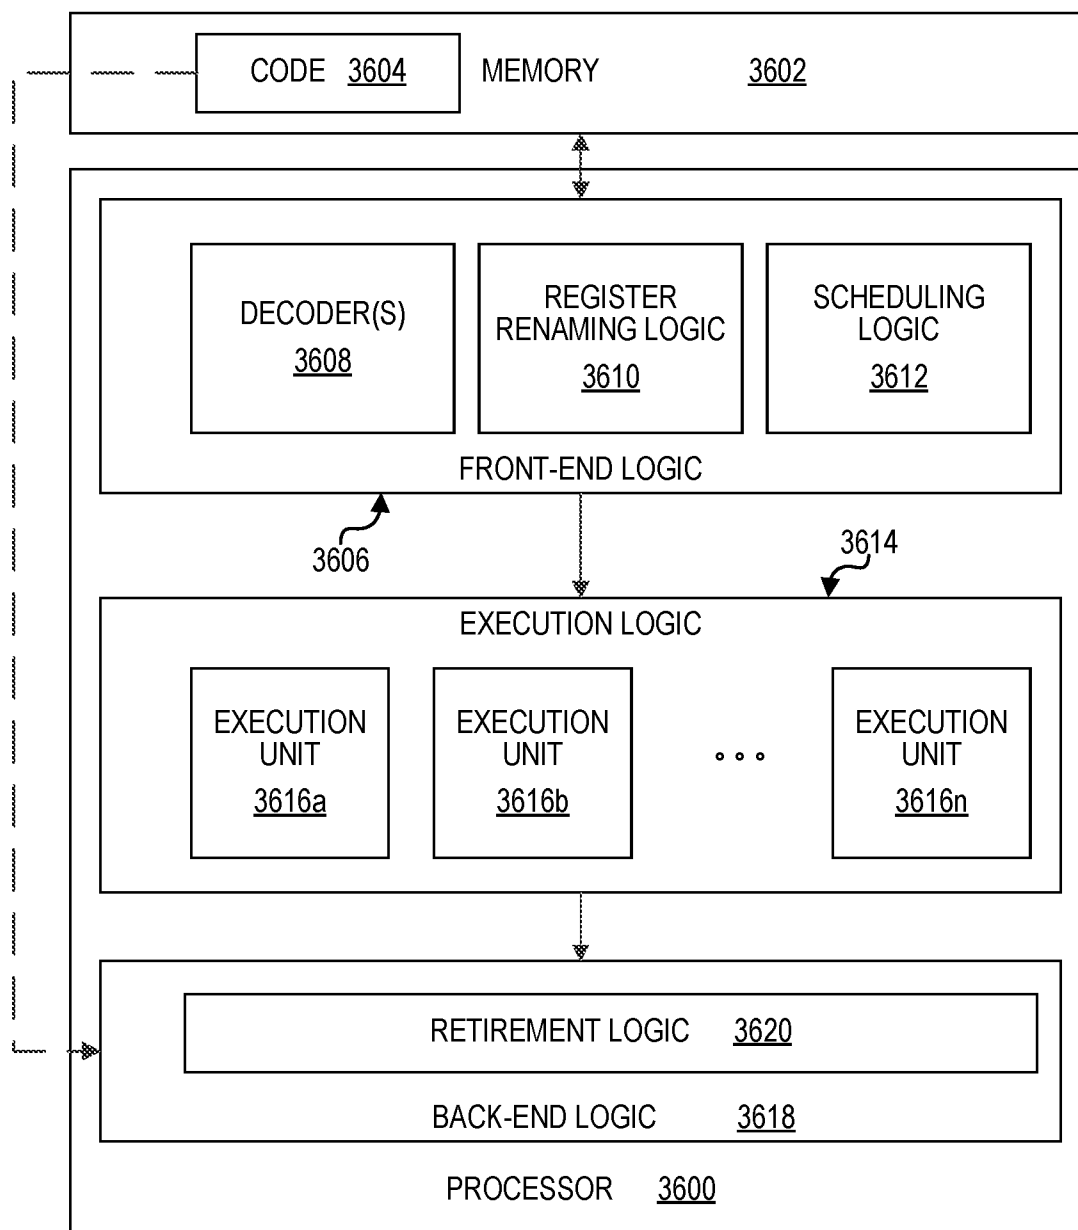 CODE 3604 MEMORY 3602
DECODER(S)
3608
REGISTER
RENAMING LOGIC
3610
SCHEDULING
LOGIC
3612
FRONT-END LOGIC
3606
3614
EXECUTION LOGIC
EXECUTION
UNIT
3616a
EXECUTION
UNIT
3616b
EXECUTION
UNIT
3616n
RETIREMENT LOGIC 3620
BACK-END LOGIC 3618
PROCESSOR 3600